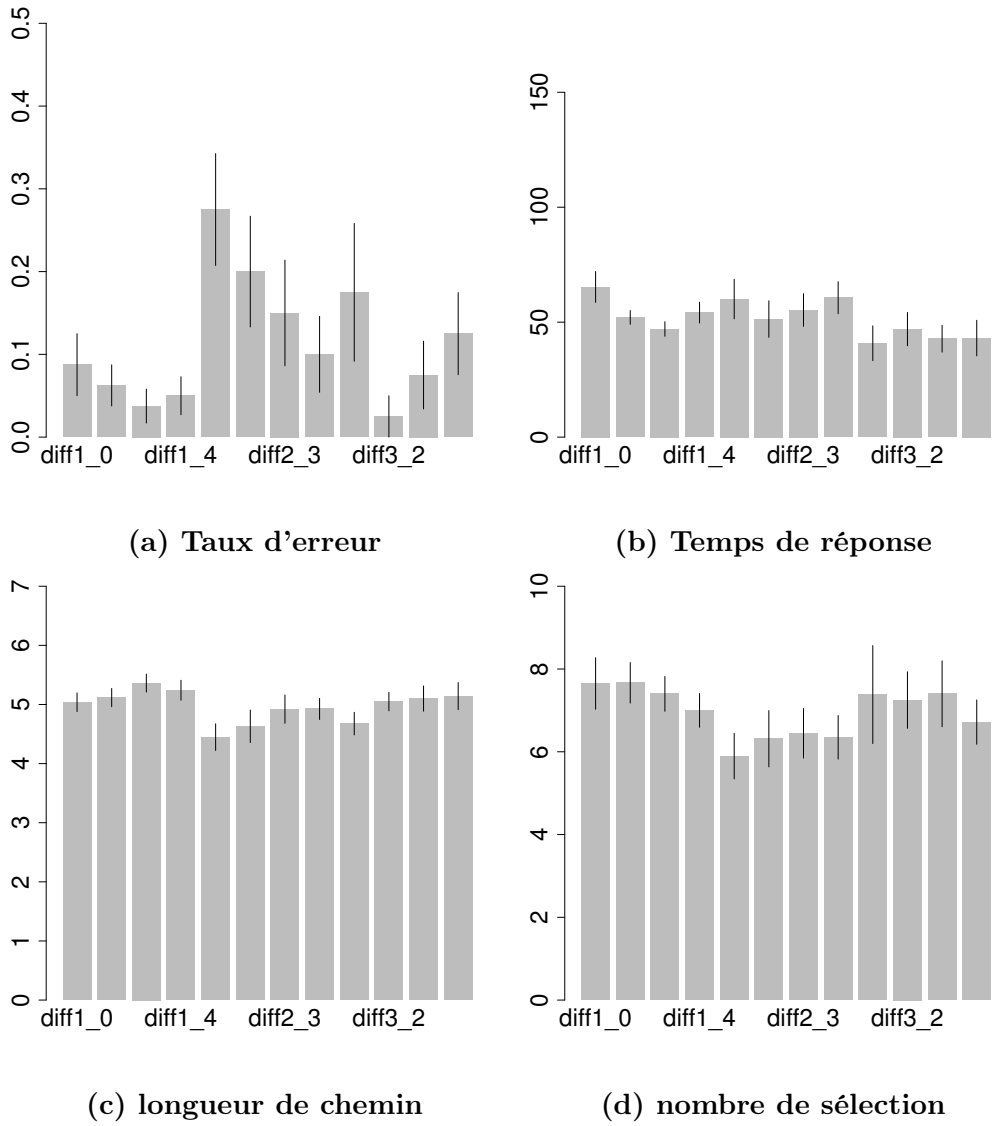 0.0 0.1 0.2 0.3 0.4 0.5
diff1_0 diff1_4 diff2_3 diff3_2
(a) Taux d'erreur
0 50 100 150
diff1_0 diff1_4 diff2_3 diff3_2
(b) Temps de réponse
0 1 2 3 4 5 6 7
diff1_0 diff1_4 diff2_3 diff3_2
(c) longueur de chemin
0 2 4 6 8 10
diff1_0 diff1_4 diff2_3 diff3_2
(d) nombre de sélection